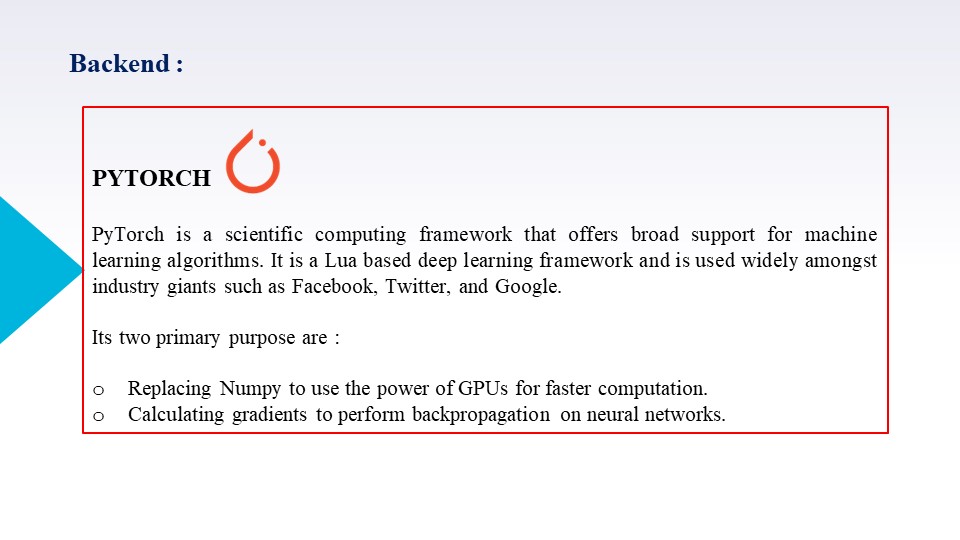 Backend :
PYTORCH
PyTorch is a scientific computing framework that offers broad support for machine
learning algorithms. It is a Lua based deep learning framework and is used widely amongst
industry giants such as Facebook, Twitter, and Google.
Its two primary purpose are :
o Replacing Numpy to use the power of GPUs for faster computation.
o Calculating gradients to perform backpropagation on neural networks.